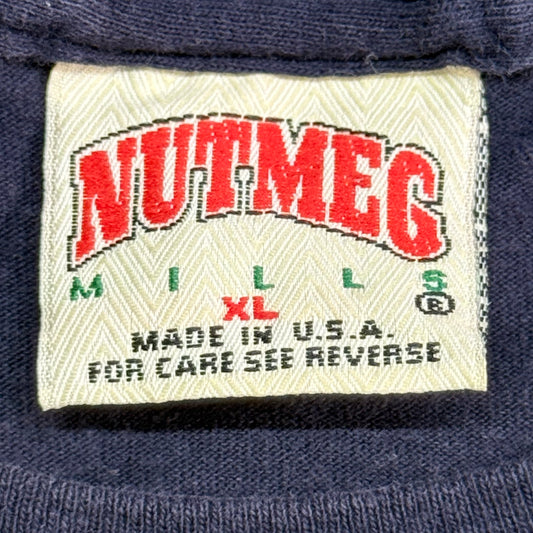 NUTMEG
MILLS ®
XL
MADE IN U.S.A.
FOR CARE SEE REVERSE